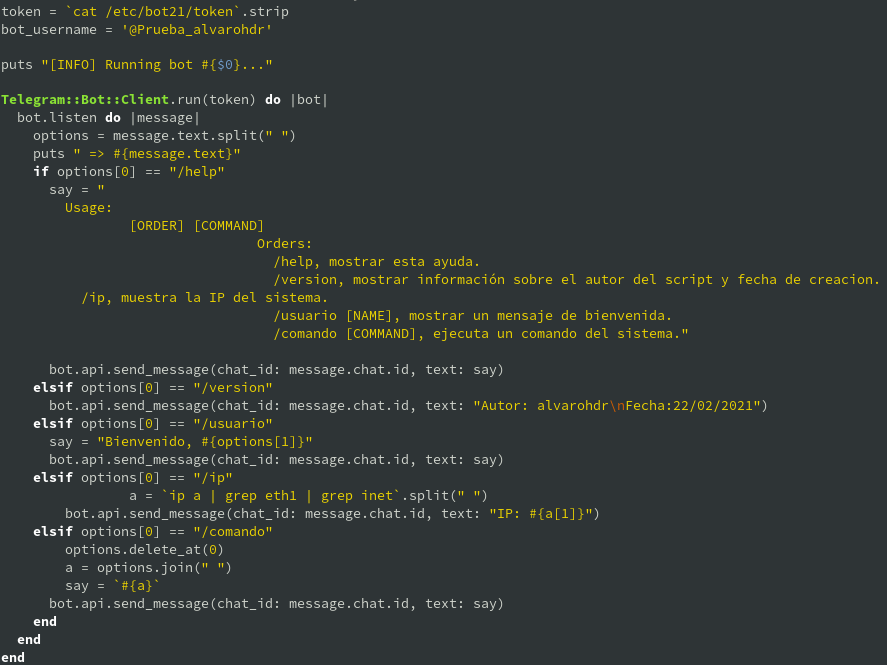 token = `cat /etc/bot21/token`.strip
bot_username = '@Prueba_alvarohdr'

puts "[INFO] Running bot #{$0}..."

Telegram::Bot::Client.run(token) do |bot|
  bot.listen do |message|
    options = message.text.split(" ")
    puts " => #{message.text}"
    if options[0] == "/help"
      say = "
        Usage:
                [ORDER] [COMMAND]
                                Orders:
                                  /help, mostrar esta ayuda.
                                  /version, mostrar información sobre el autor del script y fecha de creacion.
          /ip, muestra la IP del sistema.
                                  /usuario [NAME], mostrar un mensaje de bienvenida.
                                  /comando [COMMAND], ejecuta un comando del sistema."

      bot.api.send_message(chat_id: message.chat.id, text: say)
    elsif options[0] == "/version"
      bot.api.send_message(chat_id: message.chat.id, text: "Autor: alvarohdr\nFecha:22/02/2021")
    elsif options[0] == "/usuario"
      say = "Bienvenido, #{options[1]}"
      bot.api.send_message(chat_id: message.chat.id, text: say)
    elsif options[0] == "/ip"
                a = `ip a | grep eth1 | grep inet`.split(" ")
        bot.api.send_message(chat_id: message.chat.id, text: "IP: #{a[1]}")
    elsif options[0] == "/comando"
        options.delete_at(0)
        a = options.join(" ")
        say = `#{a}`
      bot.api.send_message(chat_id: message.chat.id, text: say)
    end
  end
end